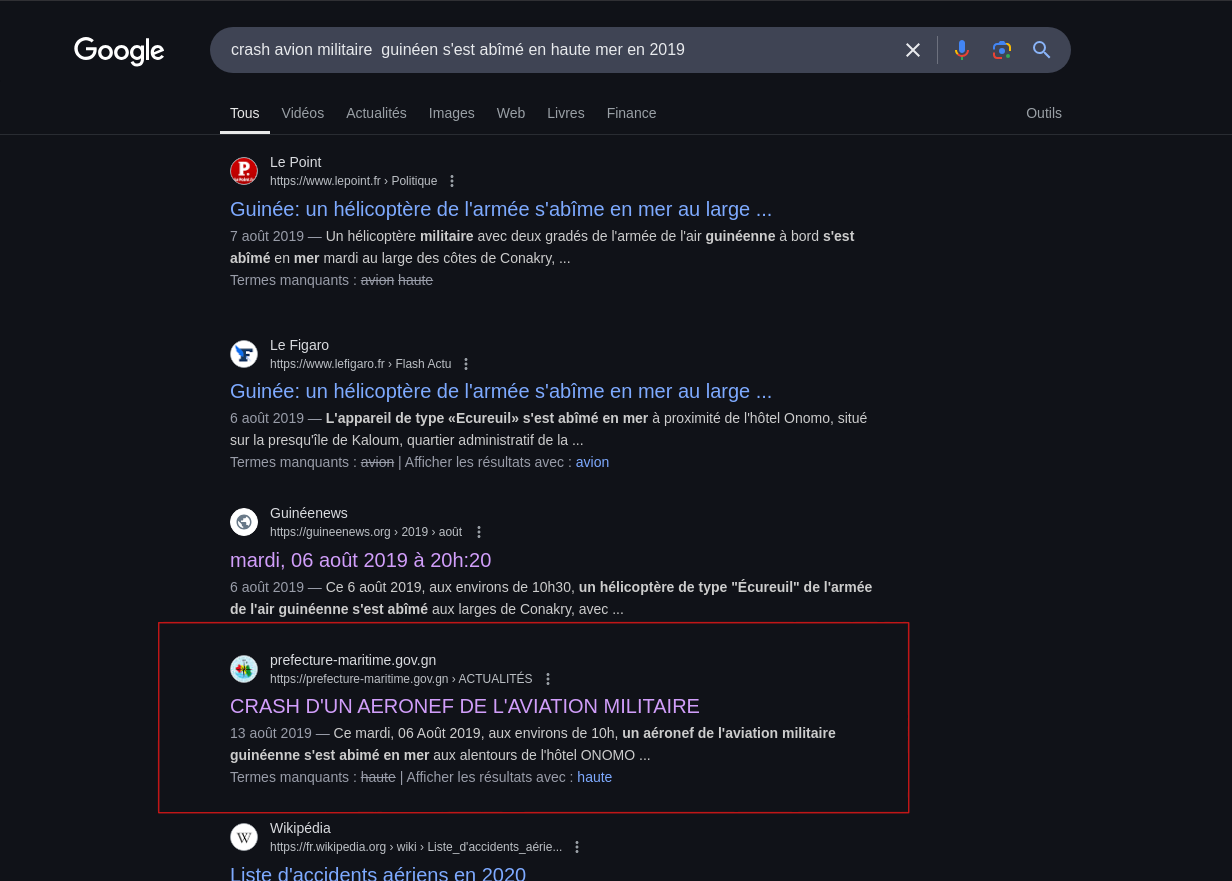 Google
crash avion militaire  guinéen s'est abîmé en haute mer en 2019
Tous Vidéos Actualités Images Web Livres Finance Outils
P.
Le Point
https://www.lepoint.fr › Politique
Guinée: un hélicoptère de l'armée s'abîme en mer au large ...
7 août 2019 — Un hélicoptère militaire avec deux gradés de l'armée de l'air guinéenne à bord s'est
abîmé en mer mardi au large des côtes de Conakry, ...
Termes manquants : avion haute
F
Le Figaro
https://www.lefigaro.fr › Flash Actu
Guinée: un hélicoptère de l'armée s'abîme en mer au large ...
6 août 2019 — L'appareil de type «Ecureuil» s'est abîmé en mer à proximité de l'hôtel Onomo, situé
sur la presqu'île de Kaloum, quartier administratif de la ...
Termes manquants : avion | Afficher les résultats avec : avion
Guinéenews
https://guineenews.org › 2019 › août
mardi, 06 août 2019 à 20h:20
6 août 2019 — Ce 6 août 2019, aux environs de 10h30, un hélicoptère de type "Écureuil" de l'armée
de l'air guinéenne s'est abîmé aux larges de Conakry, avec ...
prefecture-maritime.gov.gn
https://prefecture-maritime.gov.gn › ACTUALITÉS
CRASH D'UN AERONEF DE L'AVIATION MILITAIRE
13 août 2019 — Ce mardi, 06 Août 2019, aux environs de 10h, un aéronef de l'aviation militaire
guinéenne s'est abimé en mer aux alentours de l'hôtel ONOMO ...
Termes manquants : haute | Afficher les résultats avec : haute
W
Wikipédia
https://fr.wikipedia.org › wiki › Liste_d'accidents_aérie...
Liste d'accidents aériens en 2020